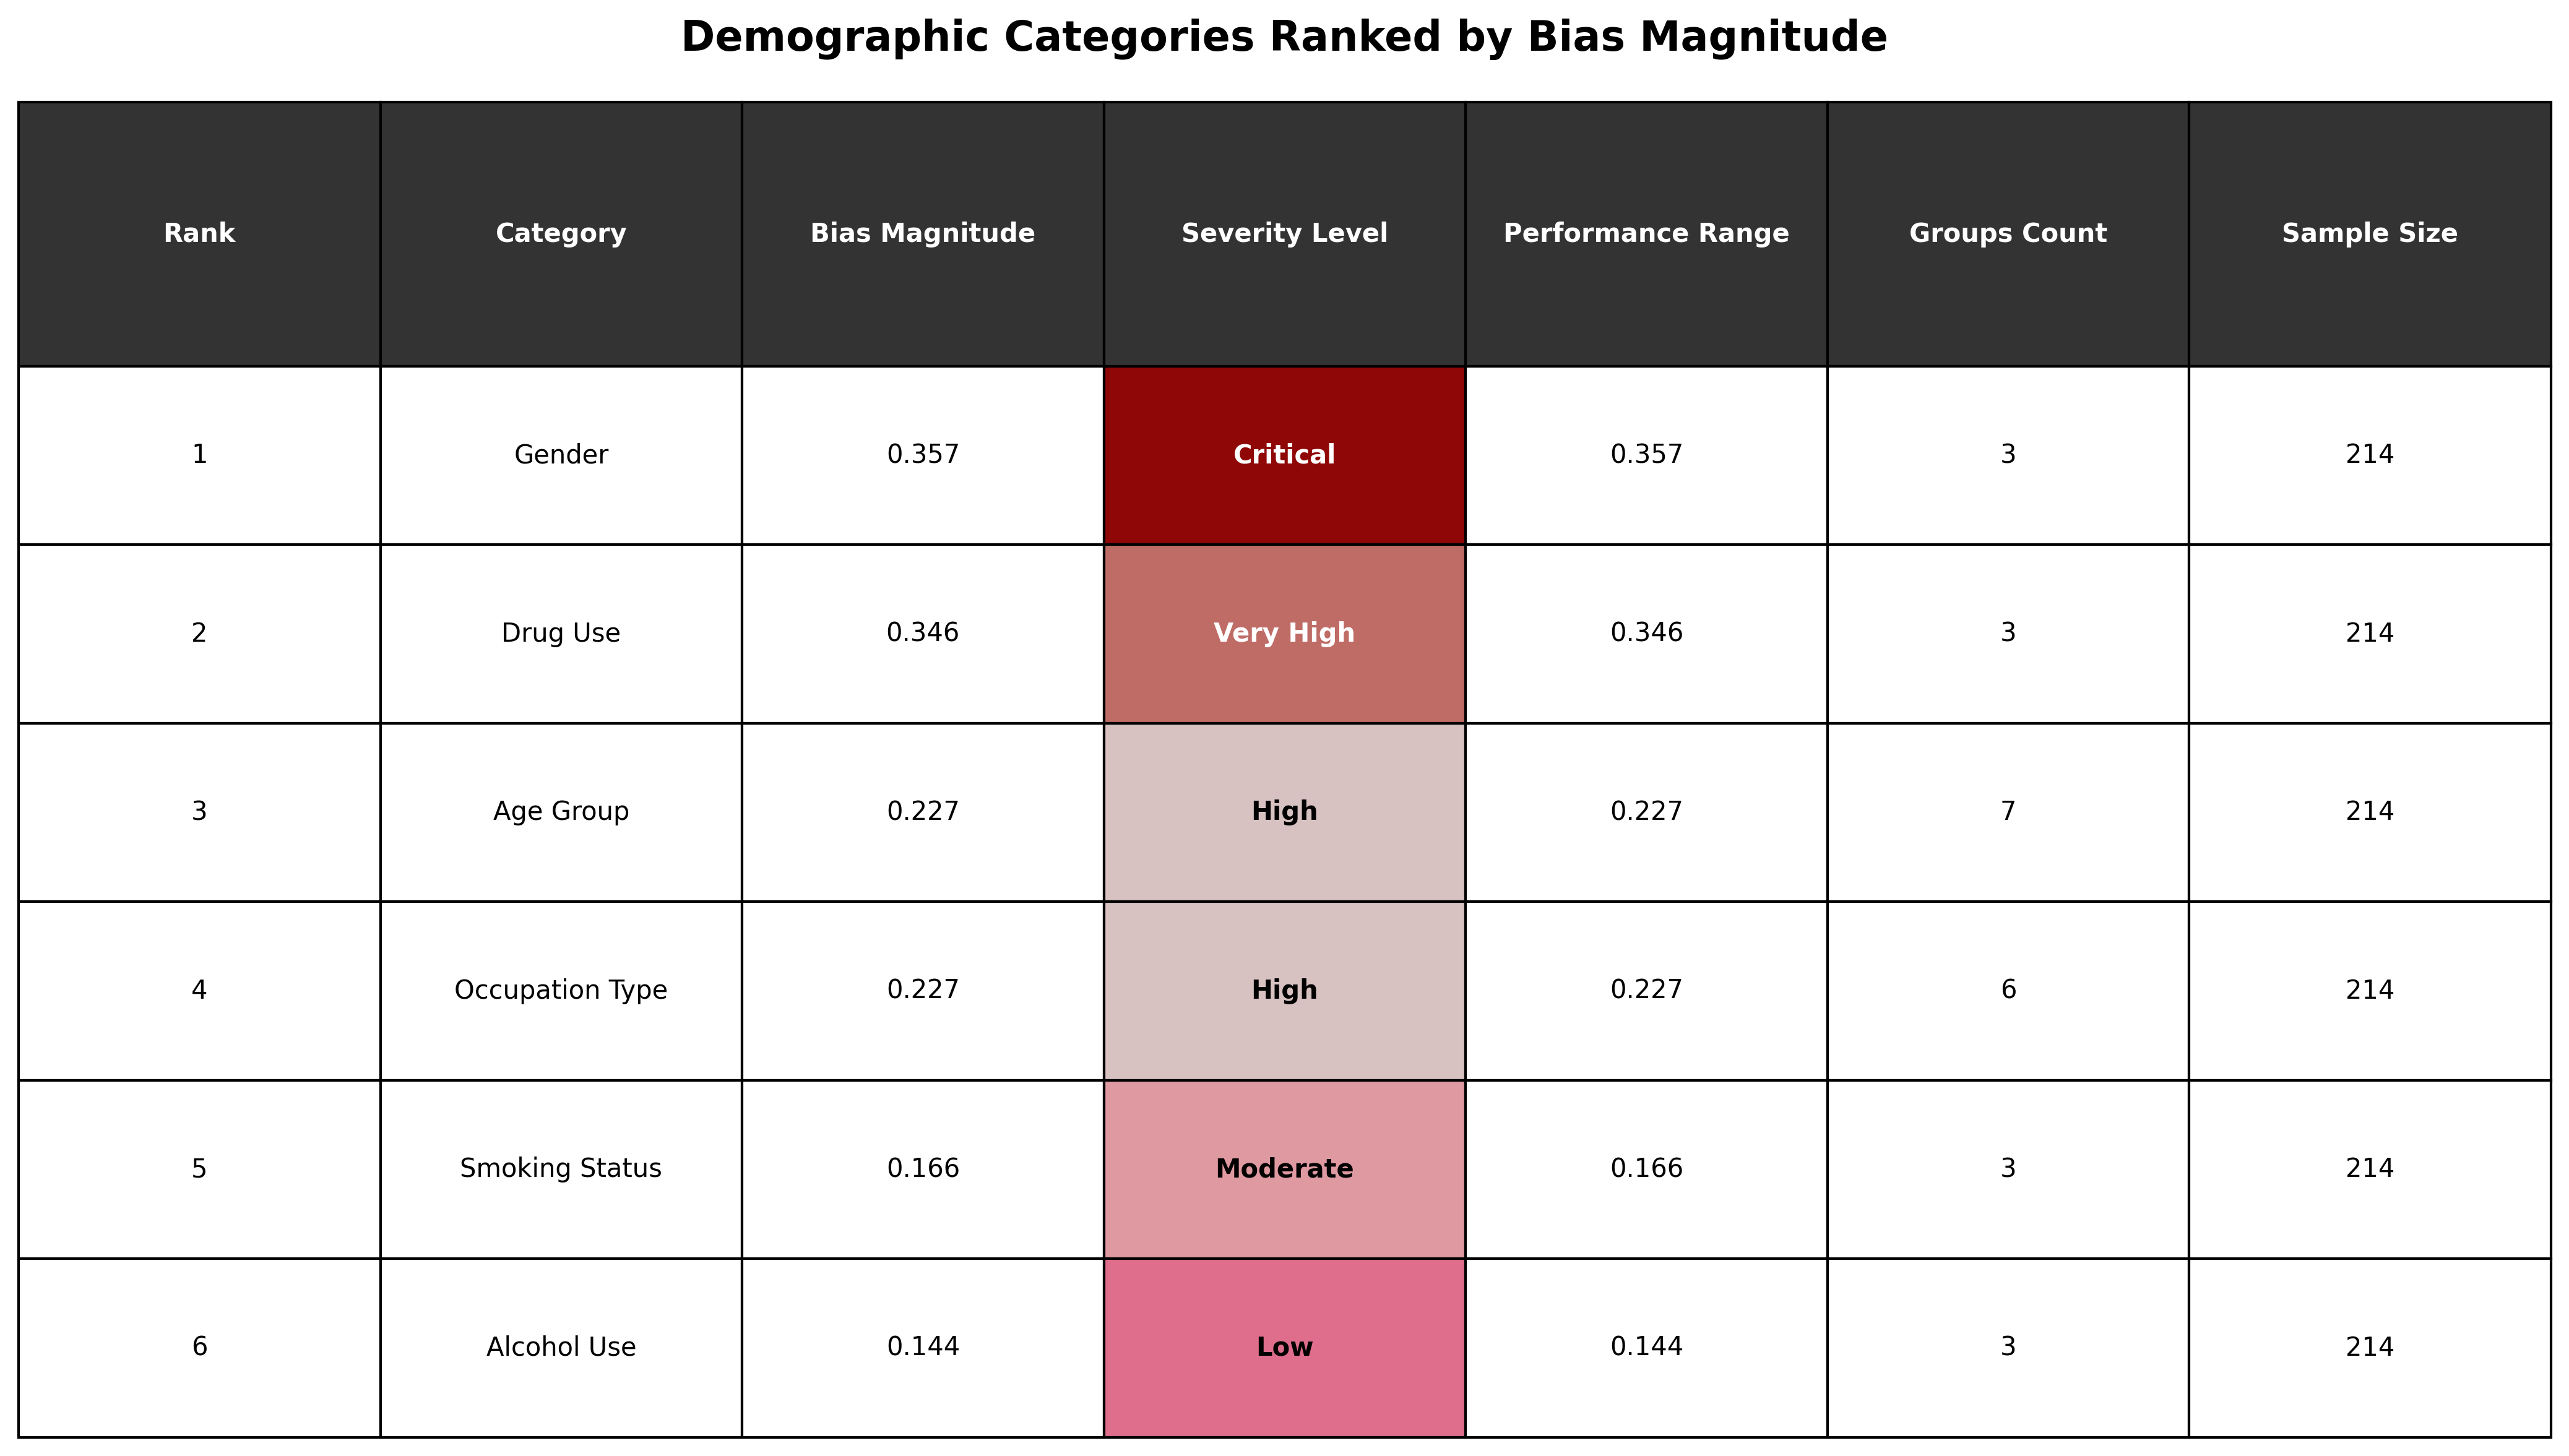 Demographic Categories Ranked by Bias Magnitude
Rank Category Bias Magnitude Severity Level Performance Range Groups Count Sample Size
1 Gender 0.357 Critical 0.357 3 214
2 Drug Use 0.346 Very High 0.346 3 214
3 Age Group 0.227 High 0.227 7 214
4 Occupation Type 0.227 High 0.227 6 214
5 Smoking Status 0.166 Moderate 0.166 3 214
6 Alcohol Use 0.144 Low 0.144 3 214